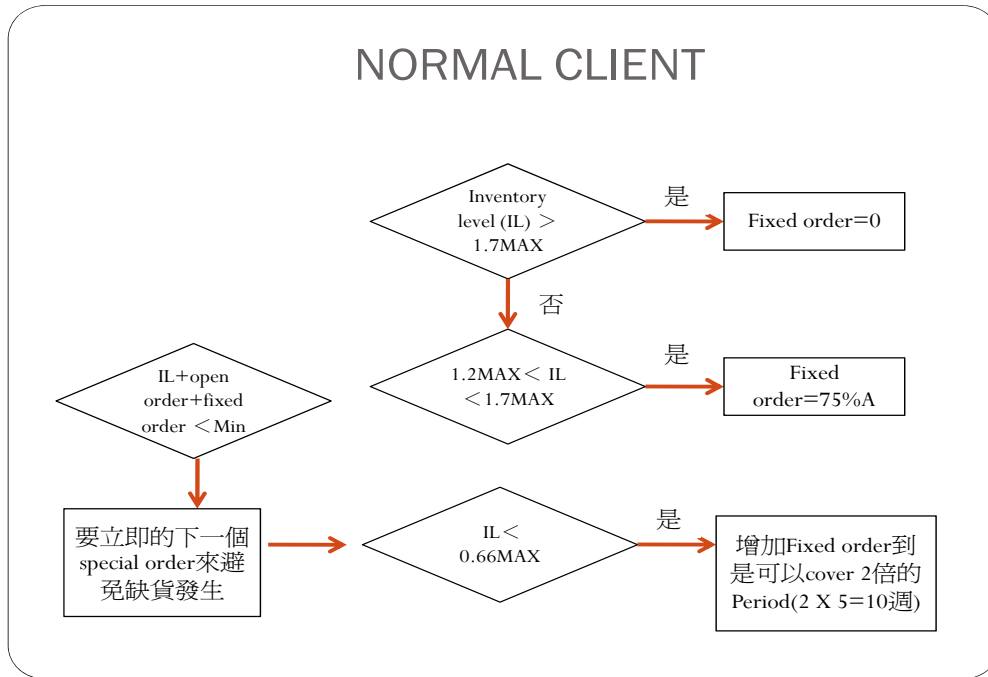 NORMAL CLIENT
Inventory
level (IL) ＞
1.7MAX
是
Fixed order=0
否
1.2MAX＜ IL
＜1.7MAX
是
Fixed
order=75%A
IL+open
order+fixed
order ＜Min
要立即的下一個
special order來避
免缺貨發生
IL＜
0.66MAX
是
增加Fixed order到
是可以cover 2倍的
Period(2 X 5=10週)